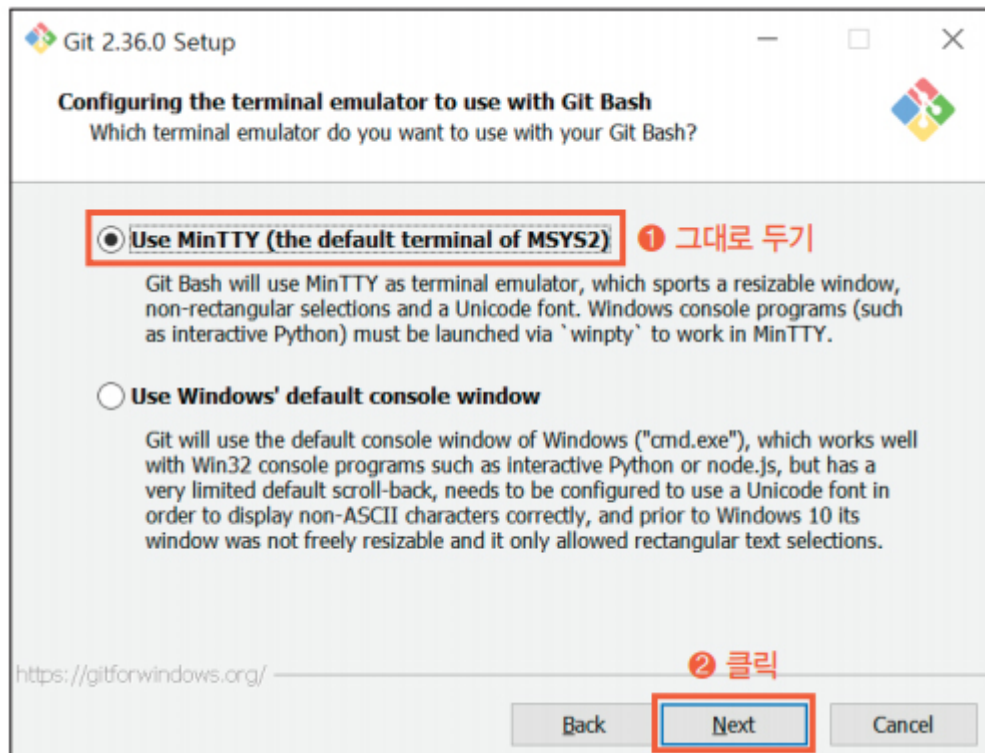 Git 2.36.0 Setup
Configuring the terminal emulator to use with Git Bash
Which terminal emulator do you want to use with your Git Bash?
Use MinTTY (the default terminal of MSYS2)
❶ 그대로 두기
Git Bash will use MinTTY as terminal emulator, which sports a resizable window,
non-rectangular selections and a Unicode font. Windows console programs (such
as interactive Python) must be launched via `winpty` to work in MinTTY.
Use Windows' default console window
Git will use the default console window of Windows ("cmd.exe"), which works well
with Win32 console programs such as interactive Python or node.js, but has a
very limited default scroll-back, needs to be configured to use a Unicode font in
order to display non-ASCII characters correctly, and prior to Windows 10 its
window was not freely resizable and it only allowed rectangular text selections.
https://gitforwindows.org/
❷ 클릭
Back
Next
Cancel